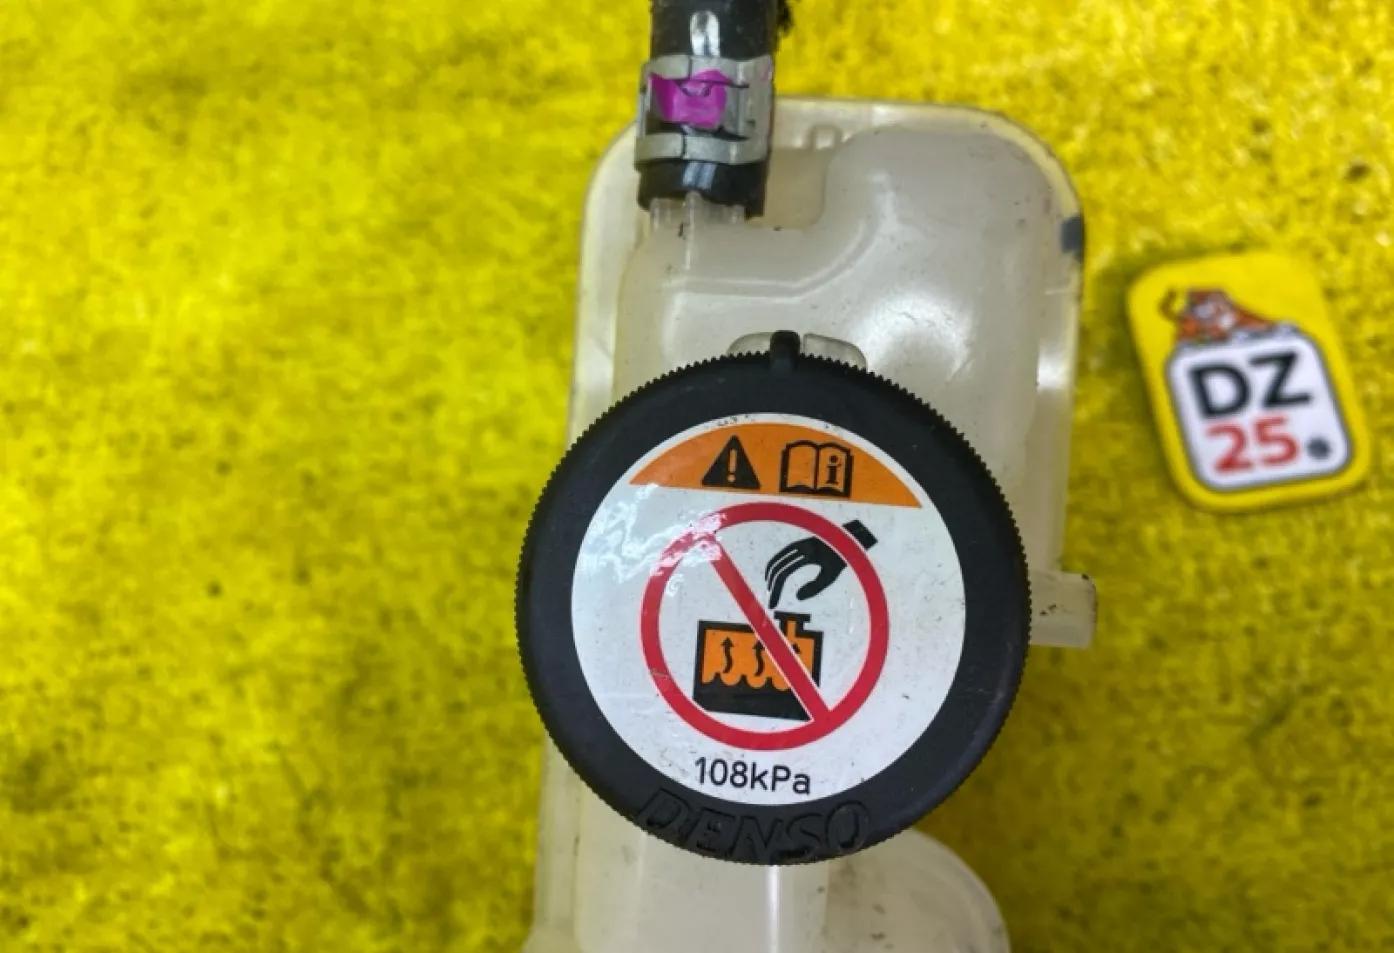 DZ
25.
108kPa
DENSO